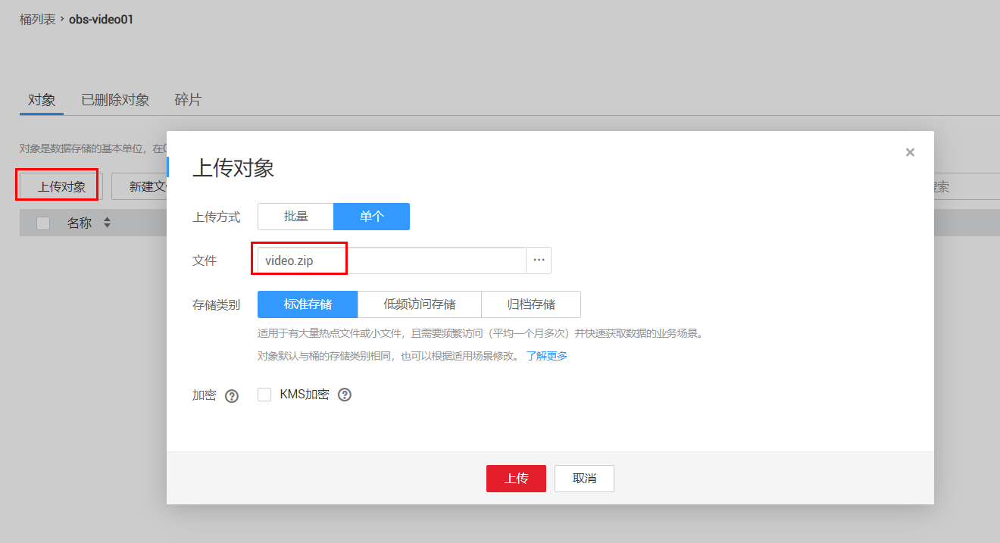 桶列表 › obs-video01
对象 已删除对象 碎片
对象是数据存储的基本单位，在
上传对象 新建文
搜索
名称
上传对象
×
上传方式 批量 单个
文件 video.zip ...
存储类别 标准存储 低频访问存储 归档存储
适用于有大量热点文件或小文件，且需要频繁访问（平均一个月多次）并快速获取数据的业务场景。
对象默认与桶的存储类别相同，也可以根据适用场景修改。 了解更多
加密 ? KMS加密 ?
上传 取消